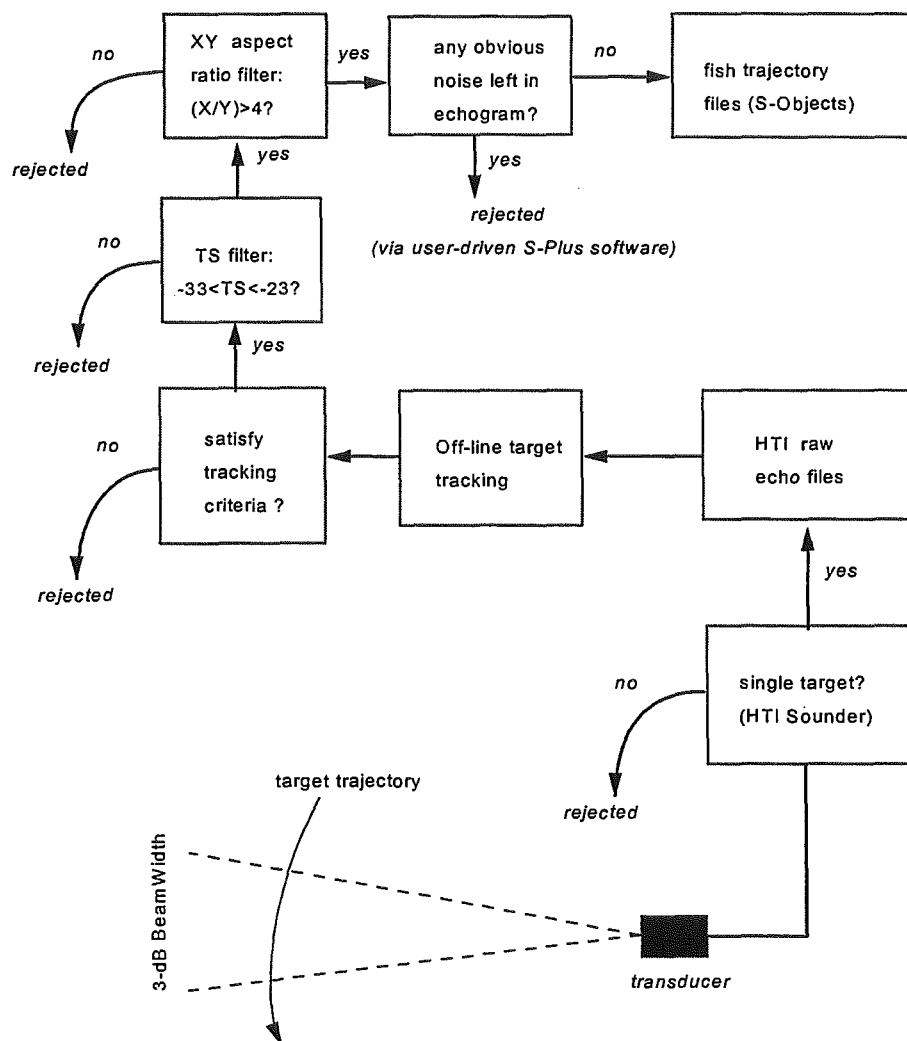 no
XY aspect
ratio filter:
(X/Y)>4?
yes
any obvious
noise left in
echogram?
no
fish trajectory
files (S-Objects)
rejected
yes
yes
rejected
(via user-driven S-Plus software)
no
TS filter:
-33<TS<-23?
rejected
yes
no
satisfy
tracking
criteria ?
Off-line target
tracking
HTI raw
echo files
rejected
yes
no
single target?
(HTI Sounder)
target trajectory
rejected
3-dB BeamWidth
transducer